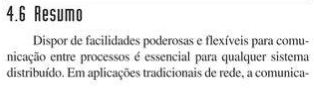 4.6 Resumo
Dispor de facilidades poderosas e flexíveis para comu-
nicação entre processos é essencial para qualquer sistema
distribuído. Em aplicações tradicionais de rede, a comunica-